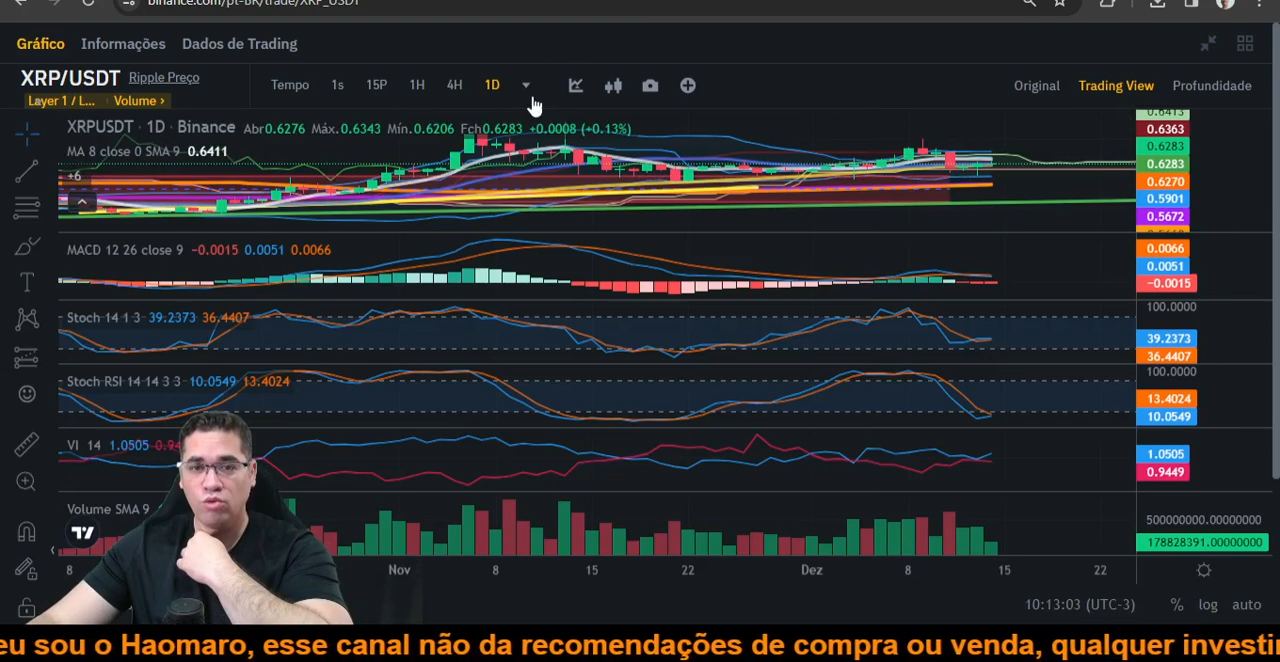 binance.com/pt-BR/trade/XRP_USDT
Gráfico Informações Dados de Trading
XRP/USDT Ripple Preço
Layer 1 / L... Volume ›
Tempo 1s 15P 1H 4H 1D
Original Trading View Profundidade
XRPUSDT · 1D · Binance Abr0.6276 Máx.0.6343 Mín.0.6206 Fch0.6283 +0.0008 (+0.13%)
MA 8 close 0 SMA 9 0.6411
+6
0.6413
0.6363
0.6283
0.6283
0.6270
0.5901
0.5672
MACD 12 26 close 9 −0.0015 0.0051 0.0066
0.0066
0.0051
−0.0015
Stoch 14 1 3 39.2373 36.4407
100.0000
39.2373
36.4407
Stoch RSI 14 14 3 3 10.0549 13.4024
100.0000
13.4024
10.0549
VI 14 1.0505
1.0505
0.9449
Volume SMA 9
500000000.00000000
178828391.00000000
8 Nov 8 15 22 Dez 8 15 22
10:13:03 (UTC-3) % log auto
eu sou o Haomaro, esse canal não da recomendações de compra ou venda, qualquer investi